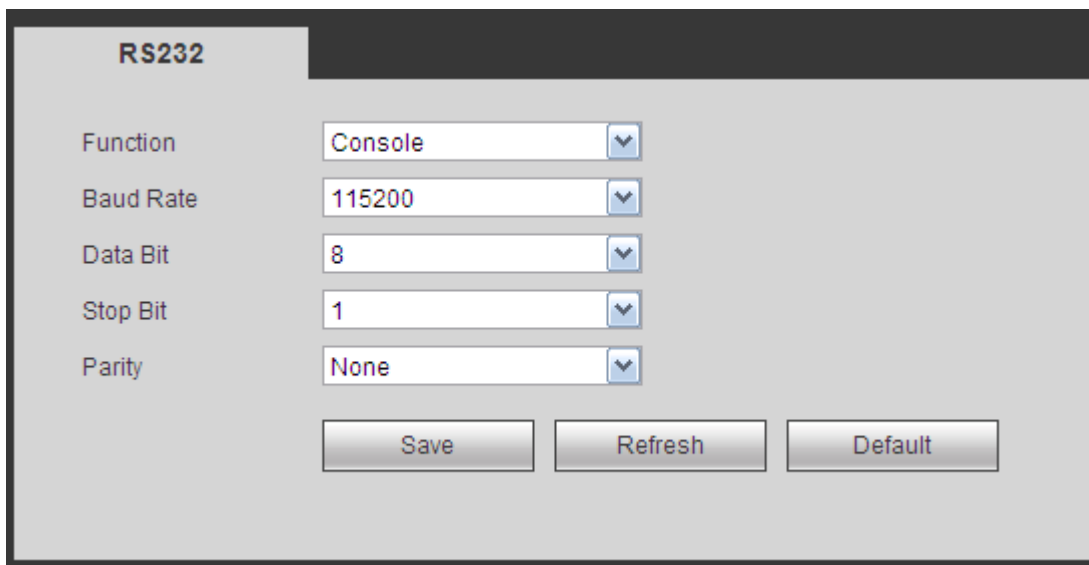 RS232
Function Console
Baud Rate 115200
Data Bit 8
Stop Bit 1
Parity None
Save Refresh Default